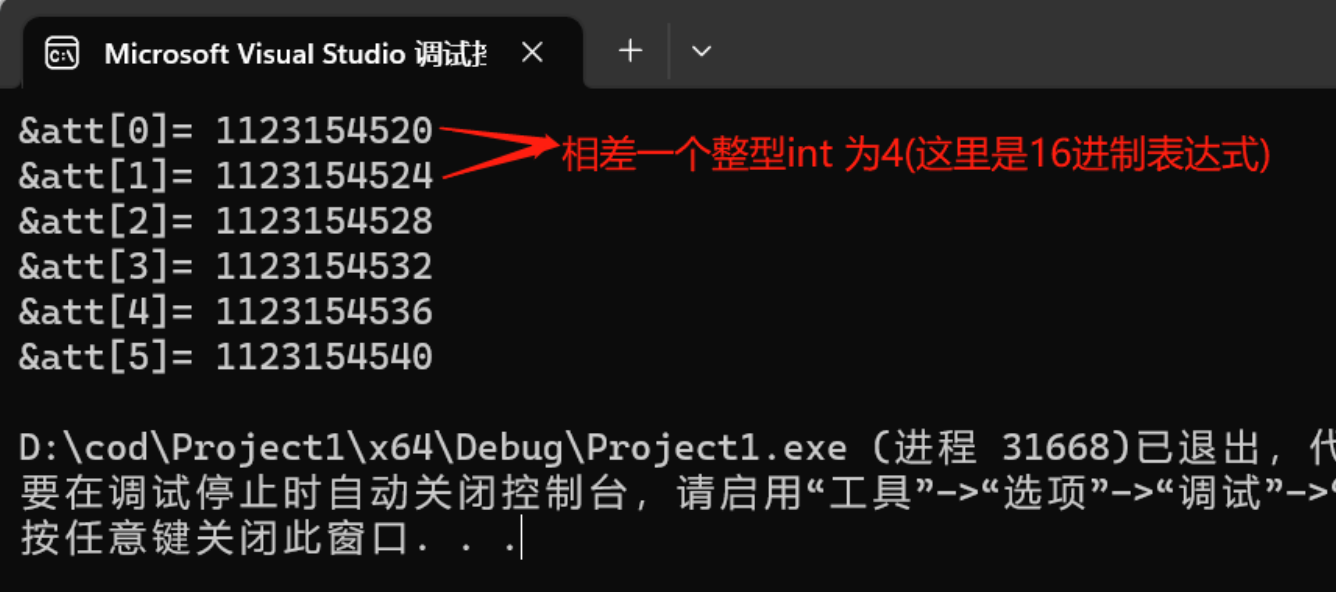 Microsoft Visual Studio 调试
&att[0]= 1123154520
相差一个整型int 为4(这里是16进制表达式)
&att[1]= 1123154524
&att[2]= 1123154528
&att[3]= 1123154532
&att[4]= 1123154536
&att[5]= 1123154540
D:\cod\Project1\x64\Debug\Project1.exe (进程 31668)已退出，
要在调试停止时自动关闭控制台，请启用“工具”->“选项”->“调试”->
按任意键关闭此窗口. . .